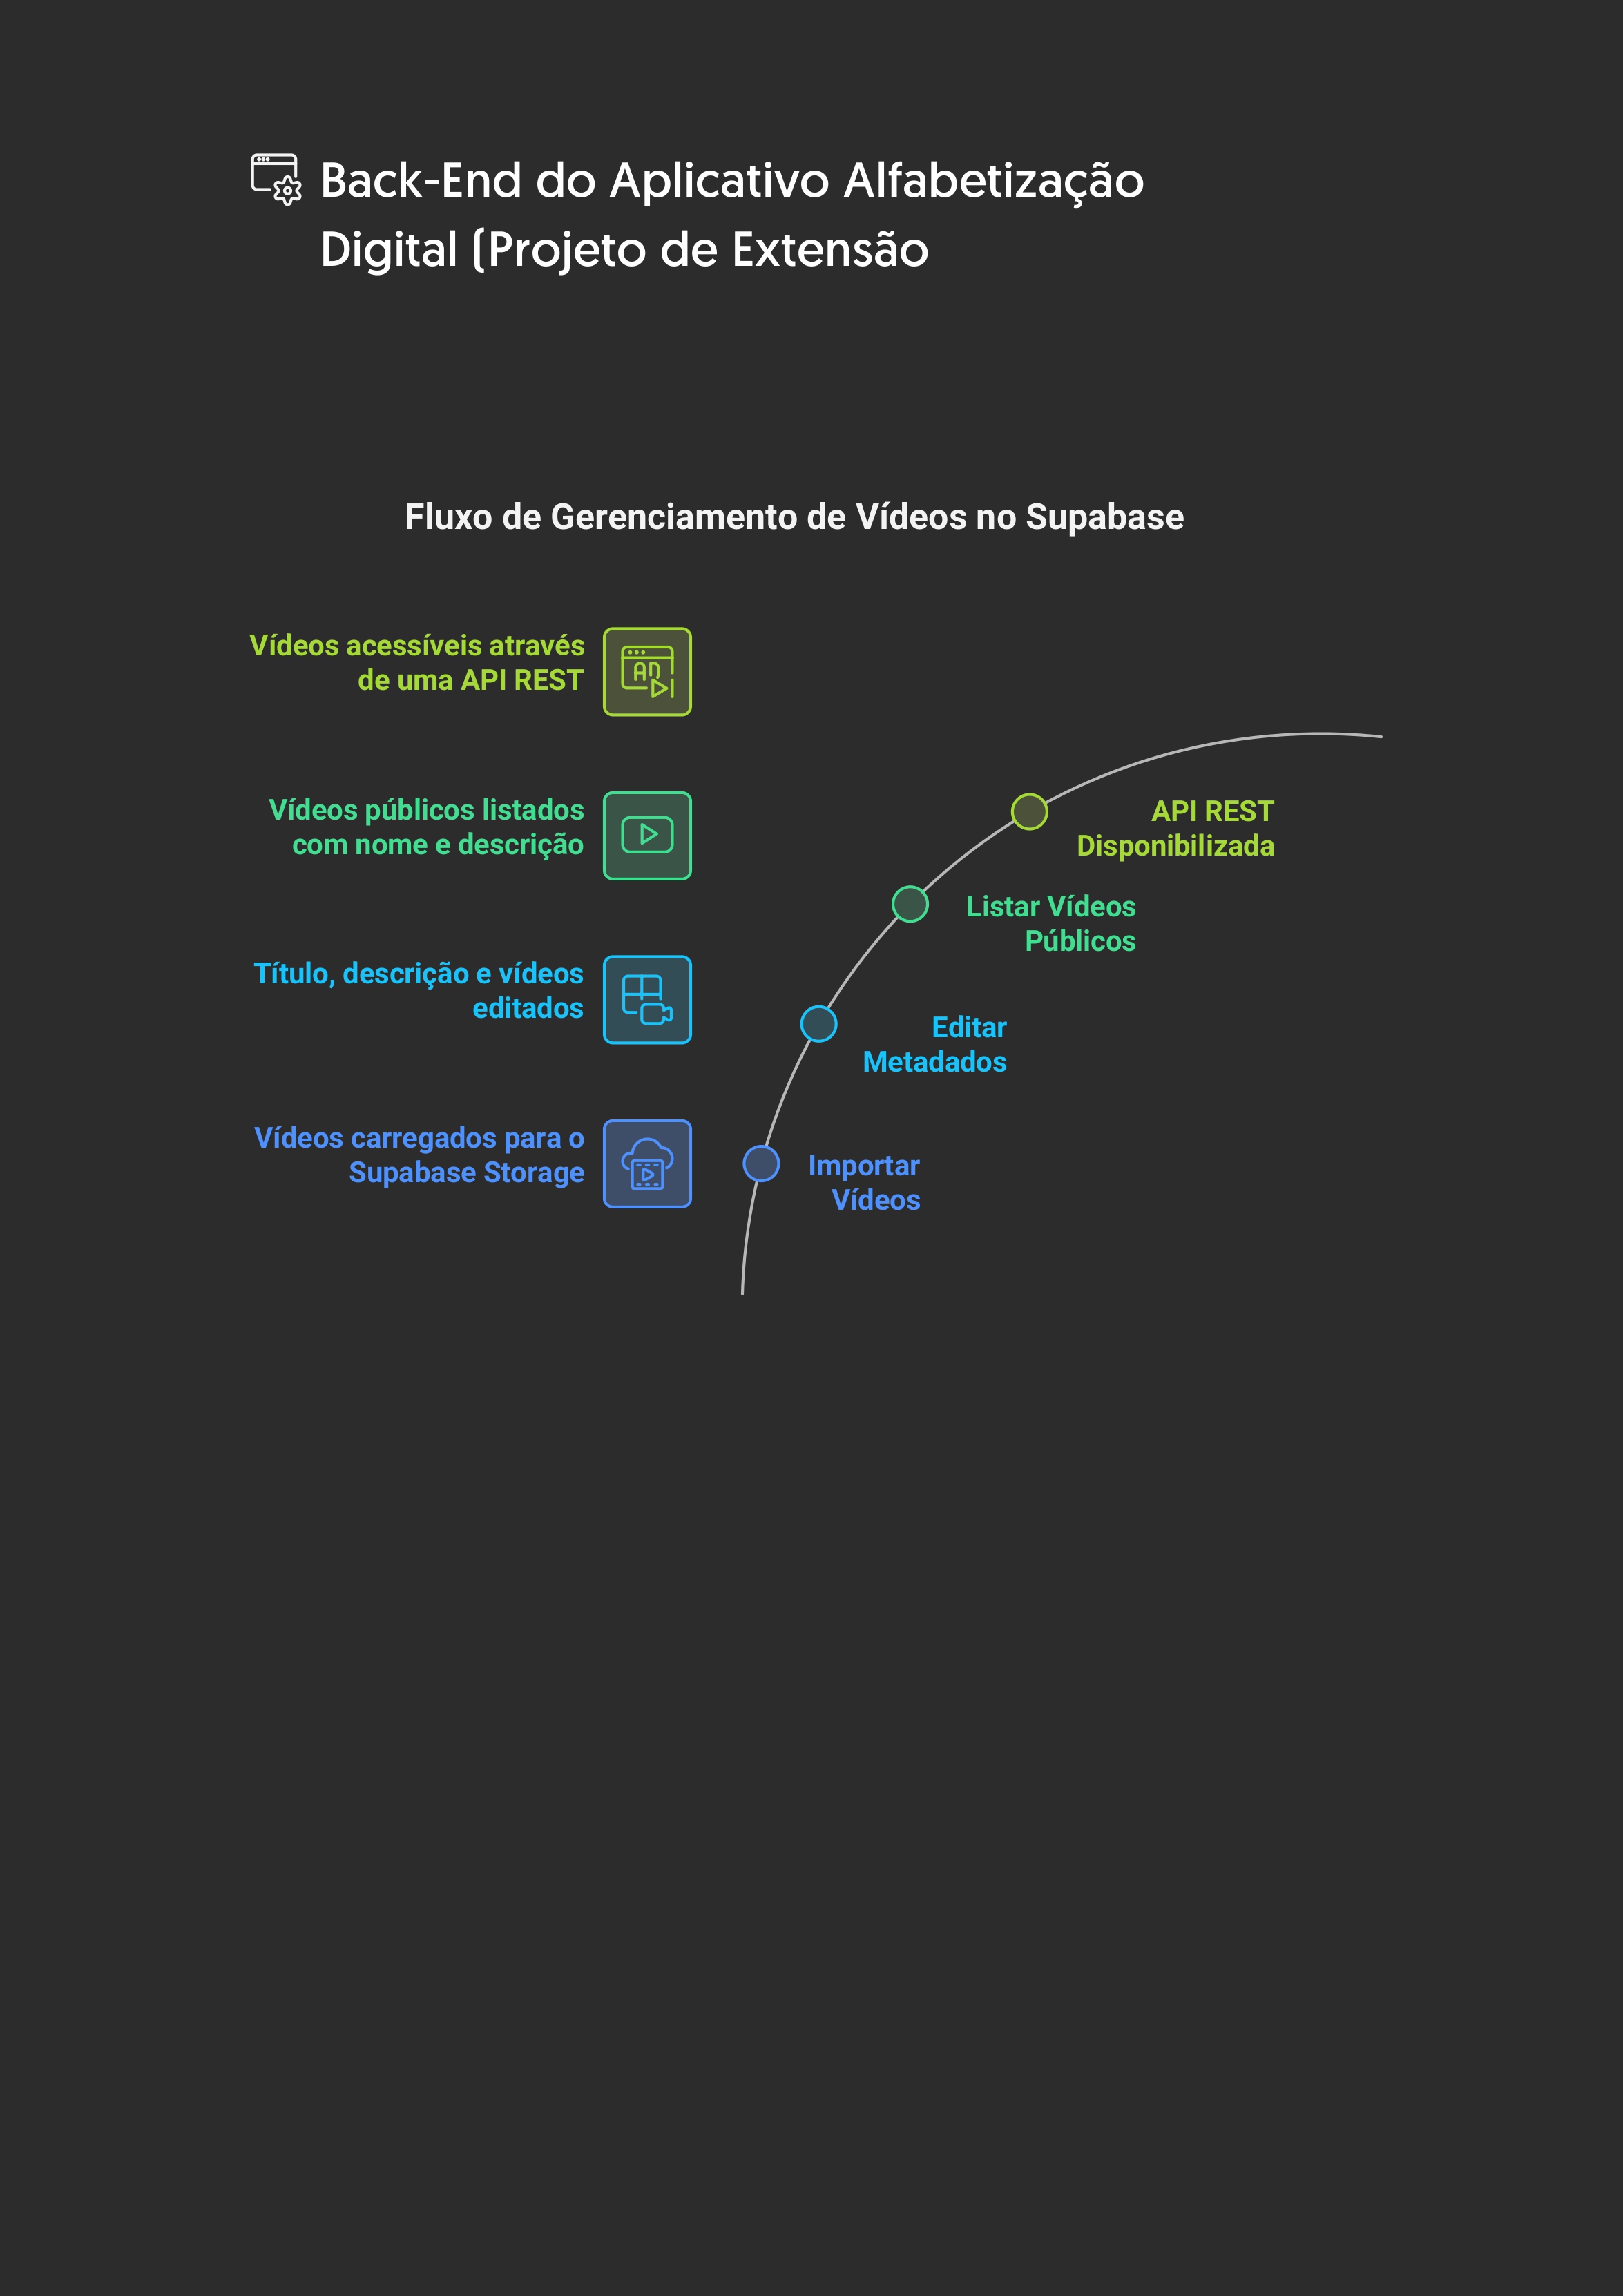 Back-End do Aplicativo Alfabetização
Digital (Projeto de Extensão
Fluxo de Gerenciamento de Vídeos no Supabase
Vídeos acessíveis através
de uma API REST
Vídeos públicos listados
com nome e descrição
Título, descrição e vídeos
editados
Vídeos carregados para o
Supabase Storage
API REST
Disponibilizada
Listar Vídeos
Públicos
Editar
Metadados
Importar
Vídeos